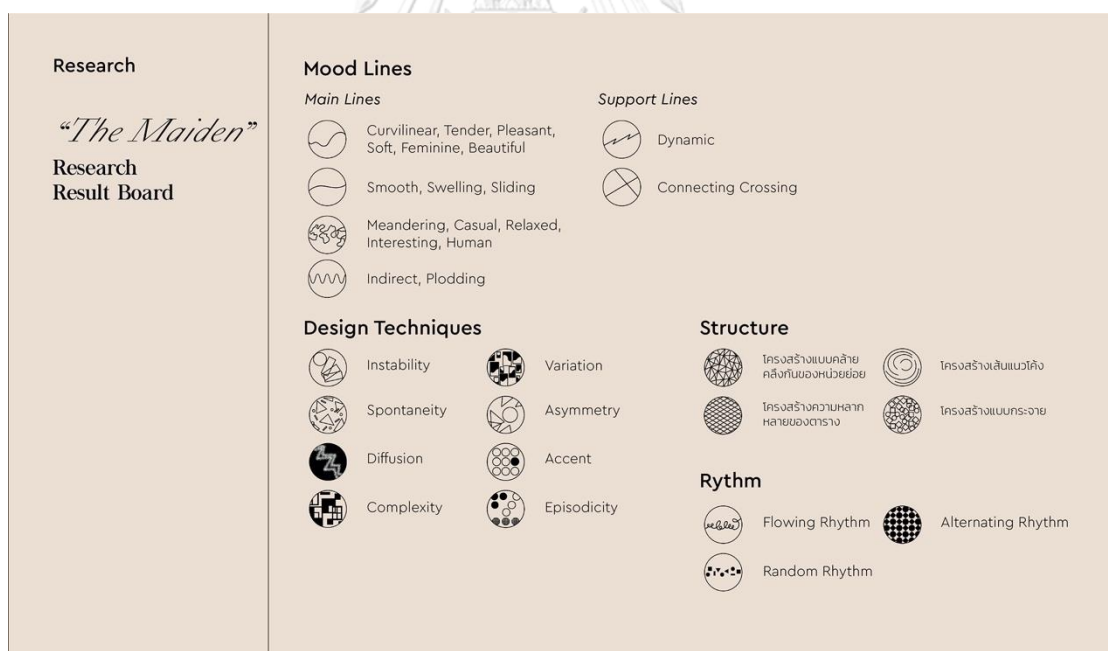 Research
“The Maiden”
Research
Result Board
Mood Lines
Main Lines
Curvilinear, Tender, Pleasant,
Soft, Feminine, Beautiful
Smooth, Swelling, Sliding
Meandering, Casual, Relaxed,
Interesting, Human
Indirect, Plodding
Support Lines
Dynamic
Connecting Crossing
Design Techniques
Instability
Spontaneity
Diffusion
Complexity
Variation
Asymmetry
Accent
Episodicity
Structure
โครงสร้างแบบคล้าย
คลึงกันของหน่วยย่อย
โครงสร้างความหลาก
หลายของตาราง
โครงสร้างเส้นแนวโค้ง
โครงสร้างแบบกระจาย
Rythm
Flowing Rhythm
Random Rhythm
Alternating Rhythm